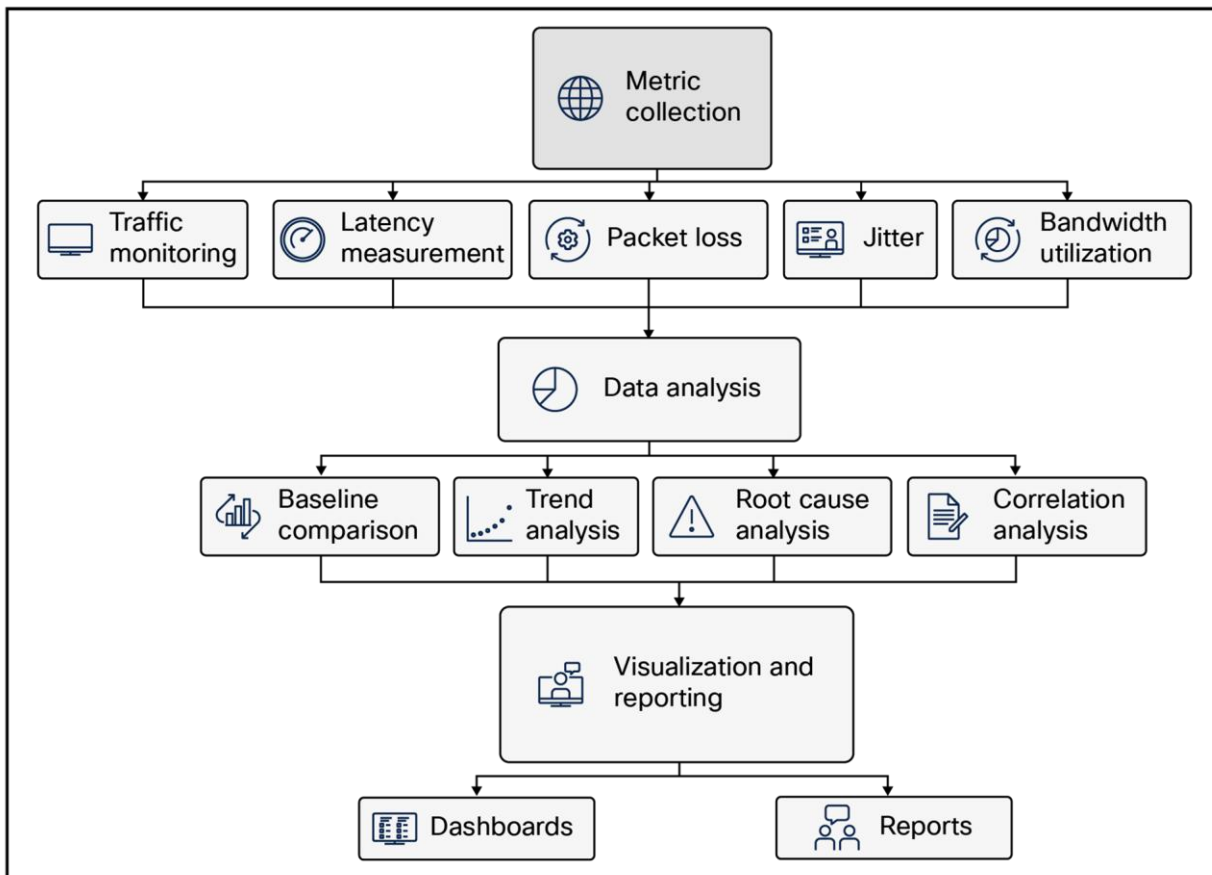 Metric
collection
Traffic
monitoring
Latency
measurement
Packet loss
Jitter
Bandwidth
utilization
Data analysis
Baseline
comparison
Trend
analysis
Root cause
analysis
Correlation
analysis
Visualization and
reporting
Dashboards
Reports